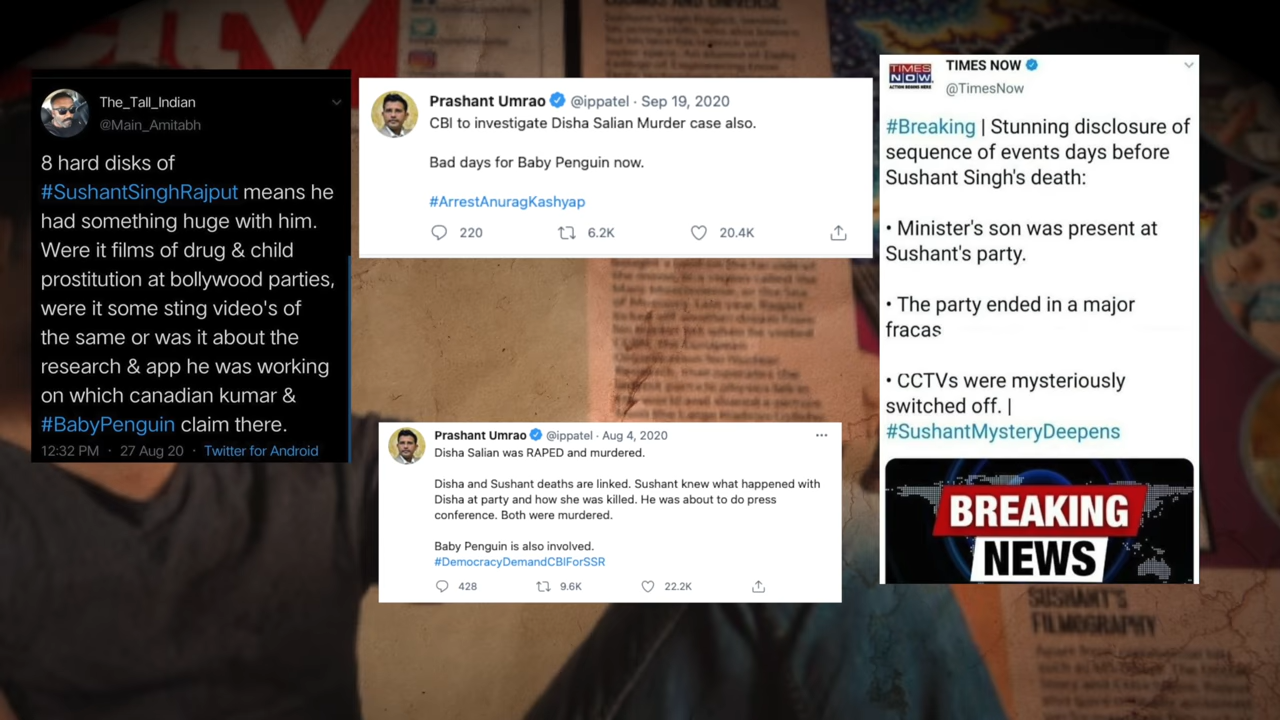 The_Tall_Indian
@Main_Amitabh
8 hard disks of
#SushantSinghRajput means he
had something huge with him.
Were it films of drug & child
prostitution at bollywood parties,
were it some sting video's of
the same or was it about the
research & app he was working
on which canadian kumar &
#BabyPenguin claim there.
12:32 PM · 27 Aug 20 · Twitter for Android
Prashant Umrao @ippatel · Sep 19, 2020
CBI to investigate Disha Salian Murder case also.
Bad days for Baby Penguin now.
#ArrestAnuragKashyap
220 6.2K 20.4K
Prashant Umrao @ippatel · Aug 4, 2020
Disha Salian was RAPED and murdered.
Disha and Sushant deaths are linked. Sushant knew what happened with
Disha at party and how she was killed. He was about to do press
conference. Both were murdered.
Baby Penguin is also involved.
#DemocracyDemandCBIForSSR
428 9.6K 22.2K
TIMES NOW
TIMES
NOW
ACTION BEGINS HERE
@TimesNow
#Breaking | Stunning disclosure of
sequence of events days before
Sushant Singh's death:
• Minister's son was present at
Sushant's party.
• The party ended in a major
fracas
• CCTVs were mysteriously
switched off. |
#SushantMysteryDeepens
BREAKING
NEWS
SUSHANT'S
FILMOGRAPHY